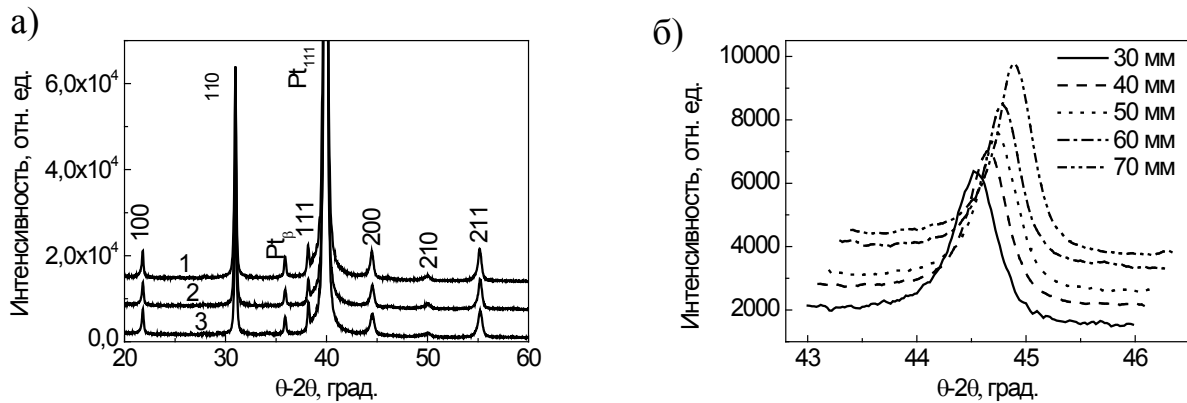 а)
Интенсивность, отн. ед.
6,0x10⁴
4,0x10⁴
2,0x10⁴
0,0
20
30
40
50
60
θ-2θ, град.
100
110
Ptβ
111
Pt111
200
210
211
1
2
3
б)
Интенсивность, отн. ед.
10000
8000
6000
4000
2000
43
44
45
46
θ-2θ, град.
30 мм
40 мм
50 мм
60 мм
70 мм